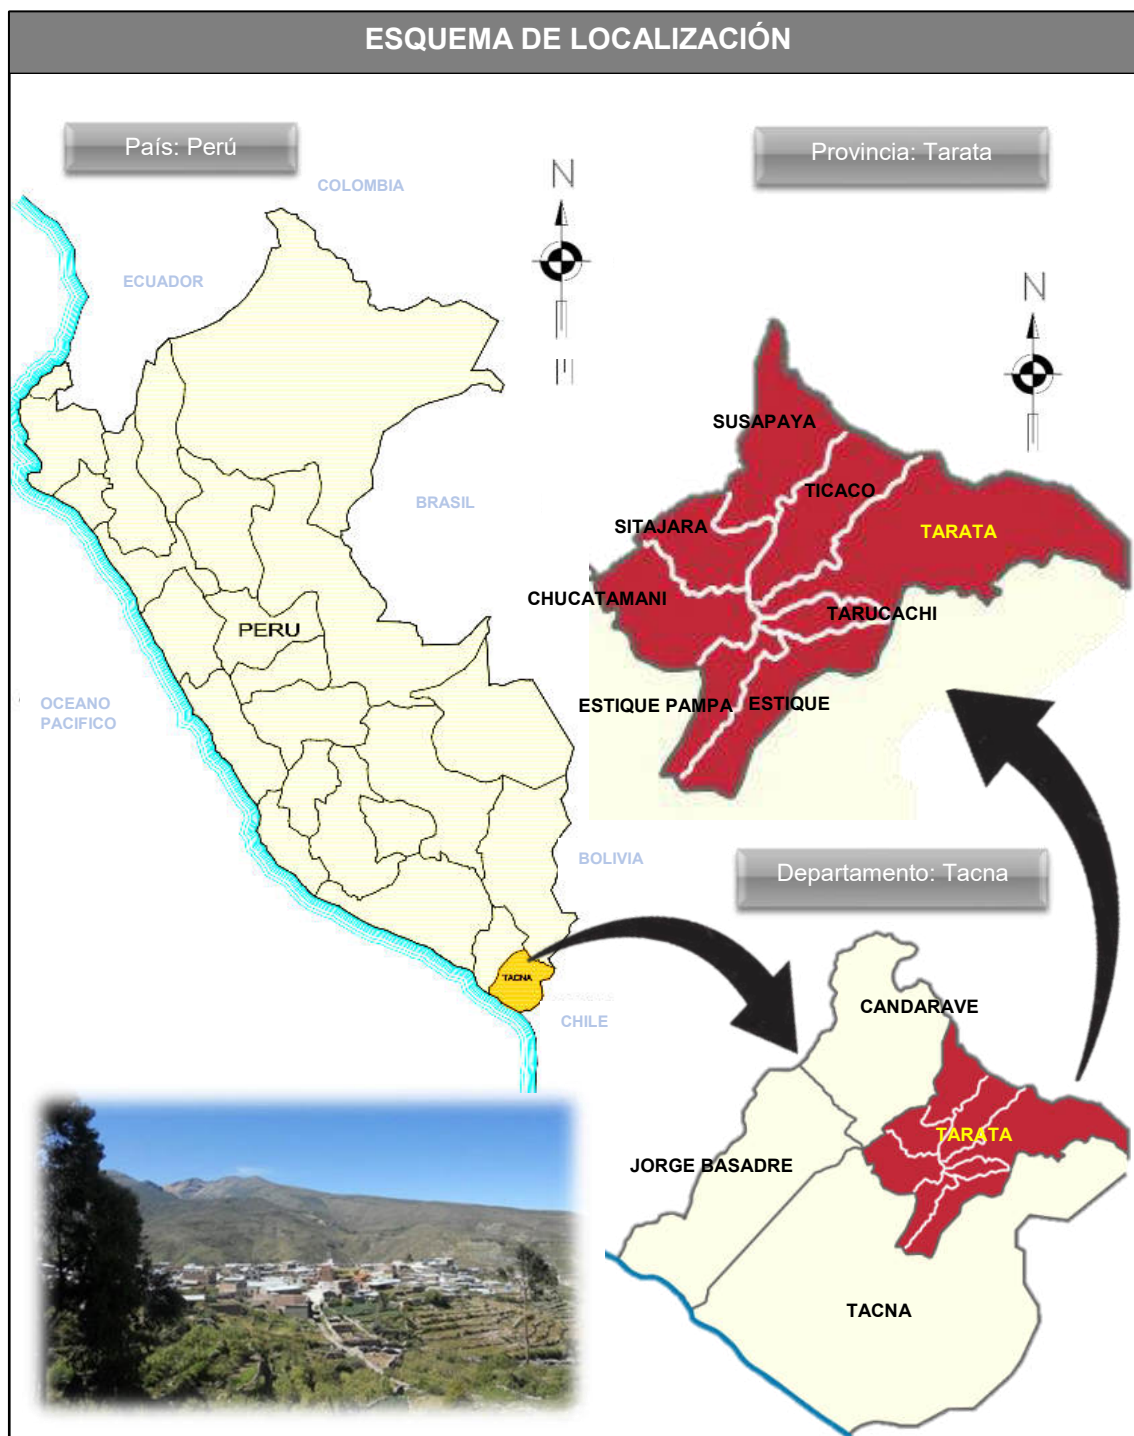 ESQUEMA DE LOCALIZACIÓN
País: Perú
Provincia: Tarata
COLOMBIA
N
ECUADOR
N
SUSAPAYA
TICACO
BRASIL
SITAJARA
TARATA
CHUCATAMANI
TARUCACHI
PERU
OCEANO
PACIFICO
ESTIQUE PAMPA
ESTIQUE
BOLIVIA
Departamento: Tacna
TACNA
CHILE
CANDARAVE
TARATA
JORGE BASADRE
TACNA